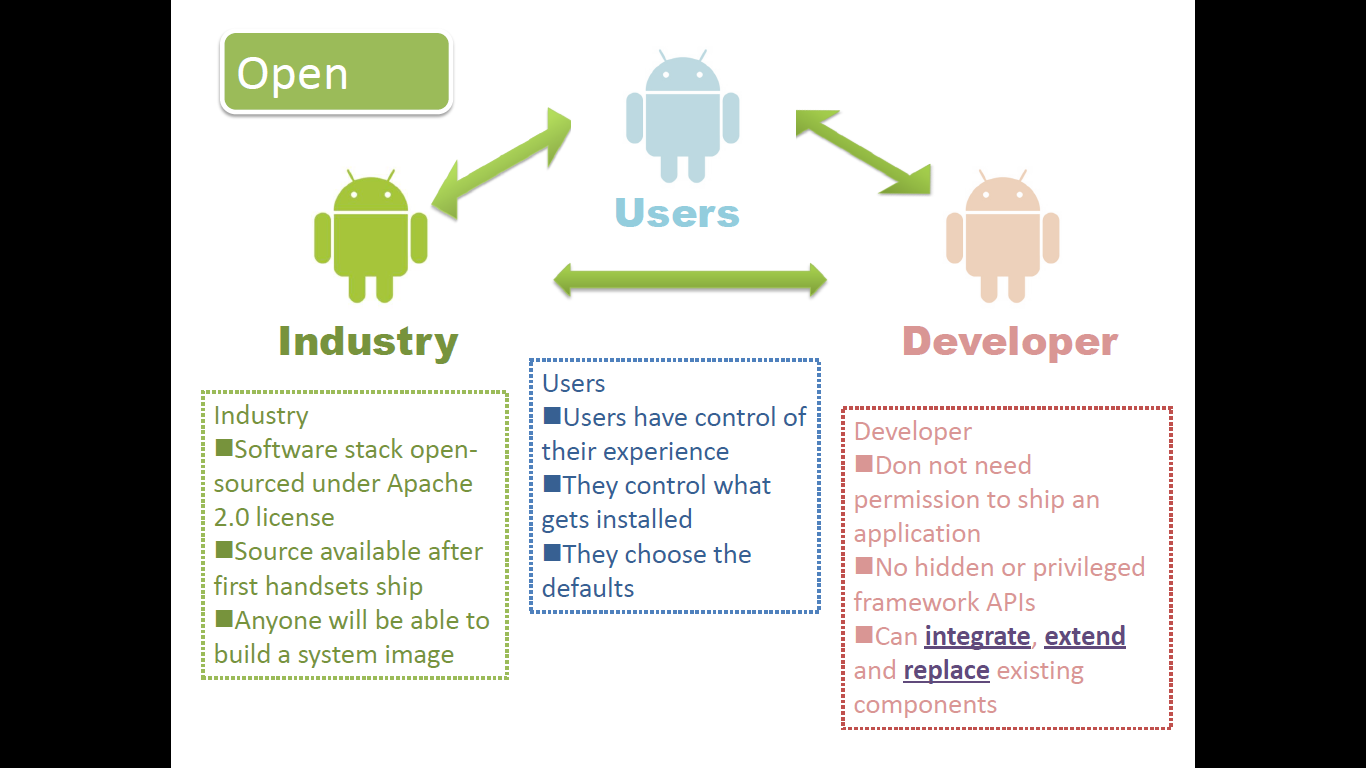 Open
Users
Industry
Developer
Industry
■Software stack open-
sourced under Apache
2.0 license
■Source available after
first handsets ship
■Anyone will be able to
build a system image
Users
■Users have control of
their experience
■They control what
gets installed
■They choose the
defaults
Developer
■Don not need
permission to ship an
application
■No hidden or privileged
framework APIs
■Can integrate, extend
and replace existing
components